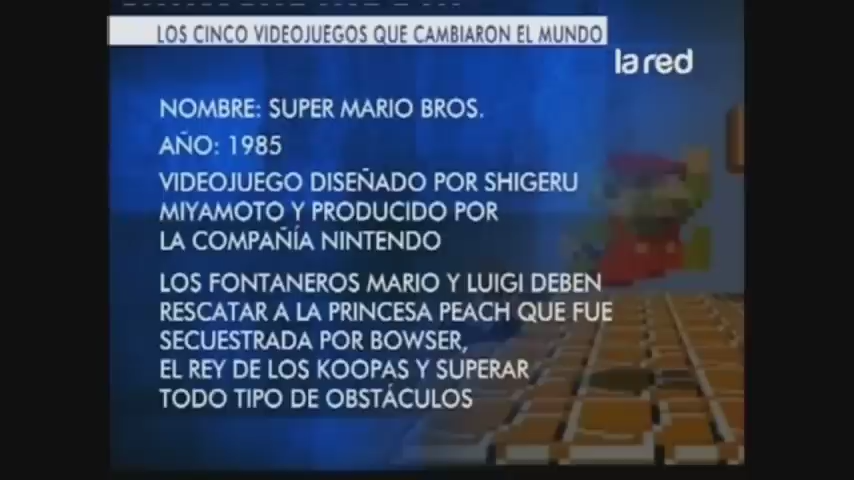 LOS CINCO VIDEOJUEGOS QUE CAMBIARON EL MUNDO
la red
NOMBRE: SUPER MARIO BROS.
AÑO: 1985
VIDEOJUEGO DISEÑADO POR SHIGERU
MIYAMOTO Y PRODUCIDO POR
LA COMPAÑÍA NINTENDO
LOS FONTANEROS MARIO Y LUIGI DEBEN
RESCATAR A LA PRINCESA PEACH QUE FUE
SECUESTRADA POR BOWSER,
EL REY DE LOS KOOPAS Y SUPERAR
TODO TIPO DE OBSTÁCULOS